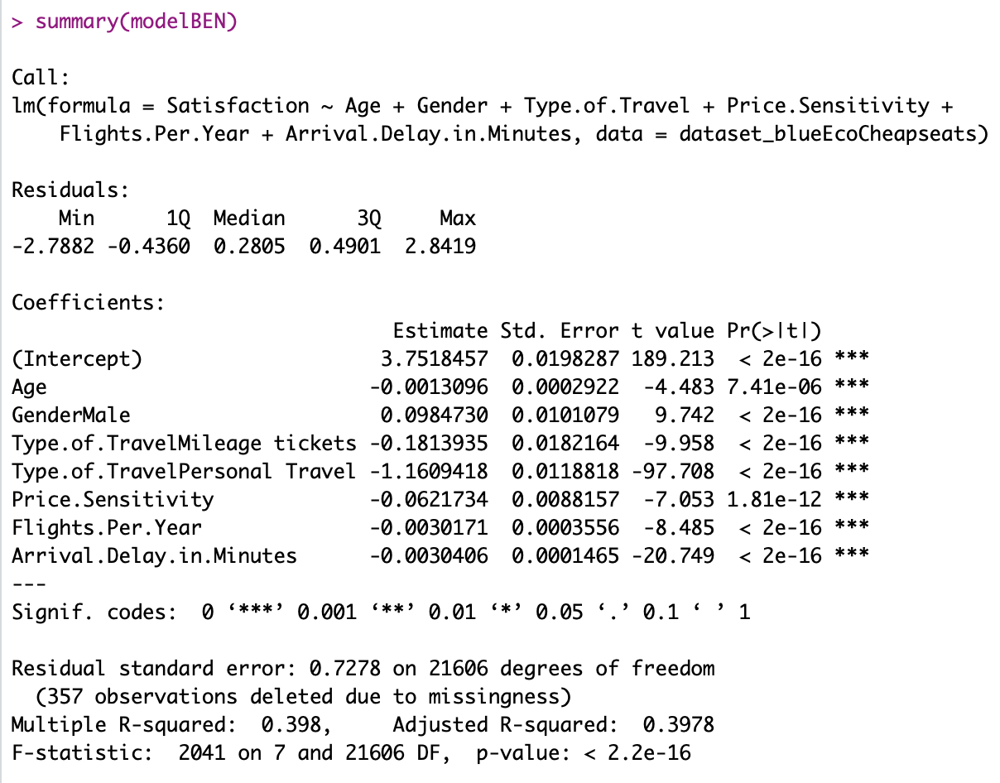 > summary(modelBEN)
Call:
lm(formula = Satisfaction ~ Age + Gender + Type.of.Travel + Price.Sensitivity +
    Flights.Per.Year + Arrival.Delay.in.Minutes, data = dataset_blueEcoCheapseats)
Residuals:
    Min      1Q  Median      3Q     Max
-2.7882 -0.4360  0.2805  0.4901  2.8419
Coefficients:
                                Estimate Std. Error t value Pr(>|t|)
(Intercept)                    3.7518457  0.0198287 189.213  < 2e-16 ***
Age                           -0.0013096  0.0002922  -4.483 7.41e-06 ***
GenderMale                     0.0984730  0.0101079   9.742  < 2e-16 ***
Type.of.TravelMileage tickets -0.1813935  0.0182164  -9.958  < 2e-16 ***
Type.of.TravelPersonal Travel -1.1609418  0.0118818 -97.708  < 2e-16 ***
Price.Sensitivity             -0.0621734  0.0088157  -7.053 1.81e-12 ***
Flights.Per.Year              -0.0030171  0.0003556  -8.485  < 2e-16 ***
Arrival.Delay.in.Minutes      -0.0030406  0.0001465 -20.749  < 2e-16 ***
---
Signif. codes:  0 ‘***’ 0.001 ‘**’ 0.01 ‘*’ 0.05 ‘.’ 0.1 ‘ ’ 1
Residual standard error: 0.7278 on 21606 degrees of freedom
  (357 observations deleted due to missingness)
Multiple R-squared:  0.398,     Adjusted R-squared:  0.3978
F-statistic:  2041 on 7 and 21606 DF,  p-value: < 2.2e-16